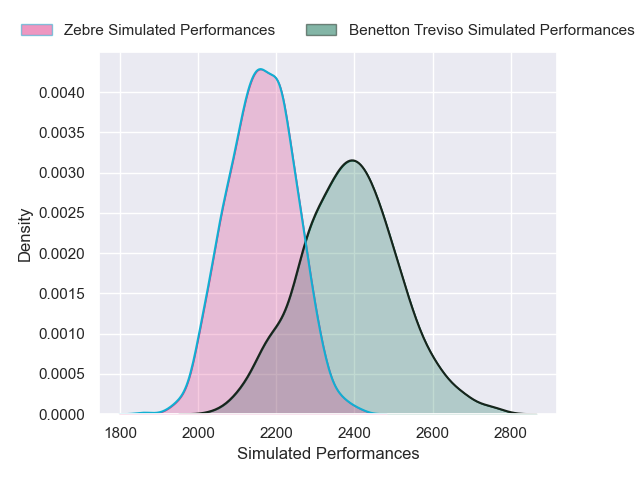 Zebre Simulated Performances
Benetton Treviso Simulated Performances
0.0040
0.0035
0.0030
0.0025
0.0020
0.0015
0.0010
0.0005
0.0000
Density
1800 2000 2200 2400 2600 2800
Simulated Performances